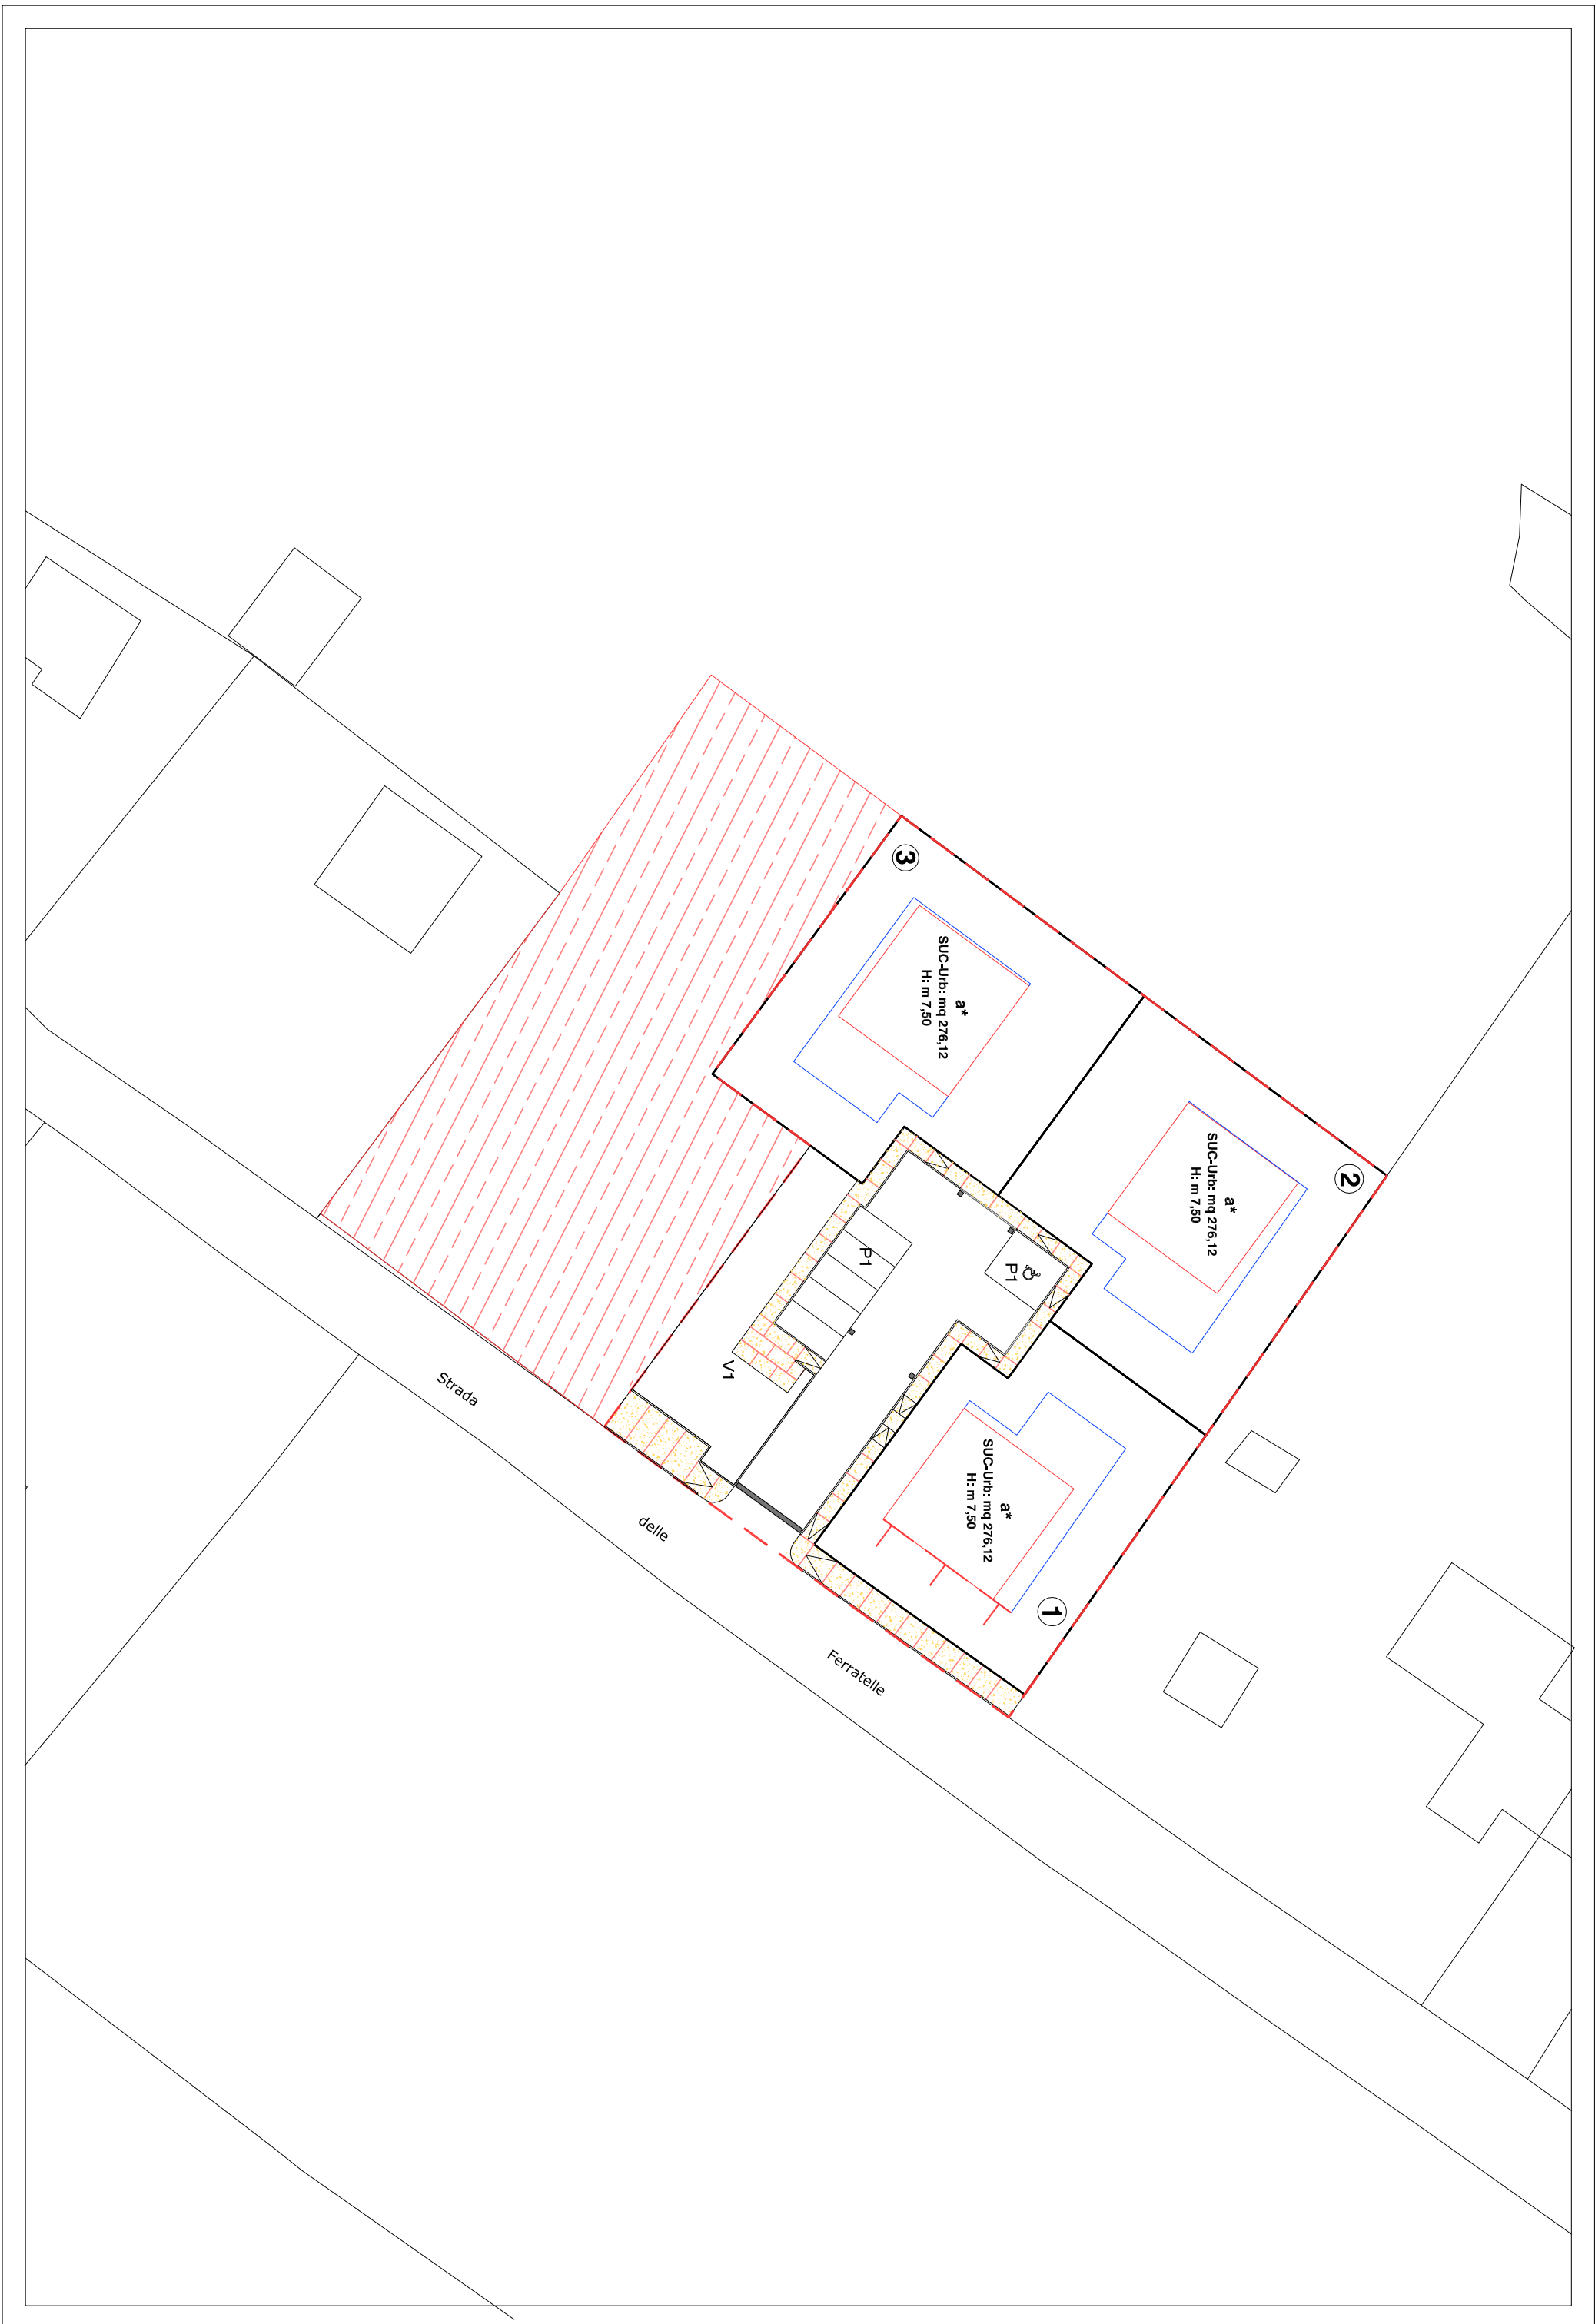 3
a*
SUC-Urb: mq 276,12
H: m 7,50
2
a*
SUC-Urb: mq 276,12
H: m 7,50
P1
P1
V1
a*
SUC-Urb: mq 276,12
H: m 7,50
1
Strada
delle
Ferratelle